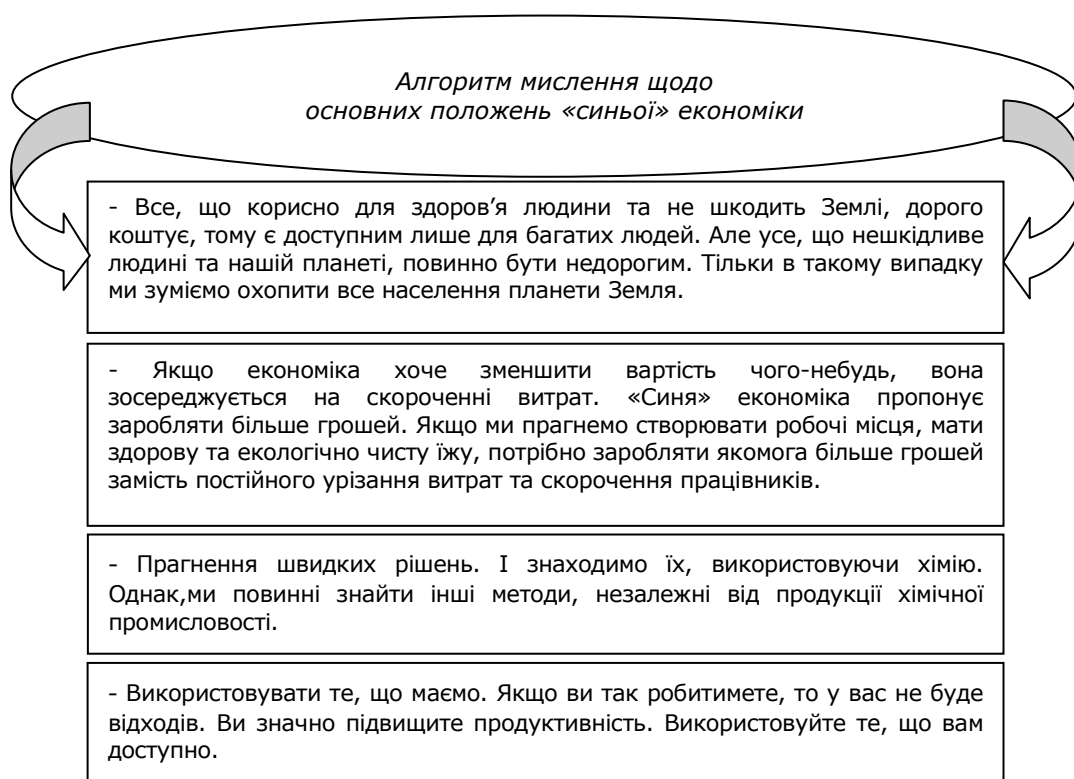 Алгоритм мислення щодо
основних положень «синьої» економіки
- Все, що корисно для здоров’я людини та не шкодить Землі, дорого
коштує, тому є доступним лише для багатих людей. Але усе, що нешкідливе
людині та нашій планеті, повинно бути недорогим. Тільки в такому випадку
ми зуміємо охопити все населення планети Земля.
- Якщо економіка хоче зменшити вартість чого-небудь, вона
зосереджується на скороченні витрат. «Синя» економіка пропонує
заробляти більше грошей. Якщо ми прагнемо створювати робочі місця, мати
здорову та екологічно чисту їжу, потрібно заробляти якомога більше грошей
замість постійного урізання витрат та скорочення працівників.
- Прагнення швидких рішень. І знаходимо їх, використовуючи хімію.
Однак,ми повинні знайти інші методи, незалежні від продукції хімічної
промисловості.
- Використовувати те, що маємо. Якщо ви так робитимете, то у вас не буде
відходів. Ви значно підвищите продуктивність. Використовуйте те, що вам
доступно.